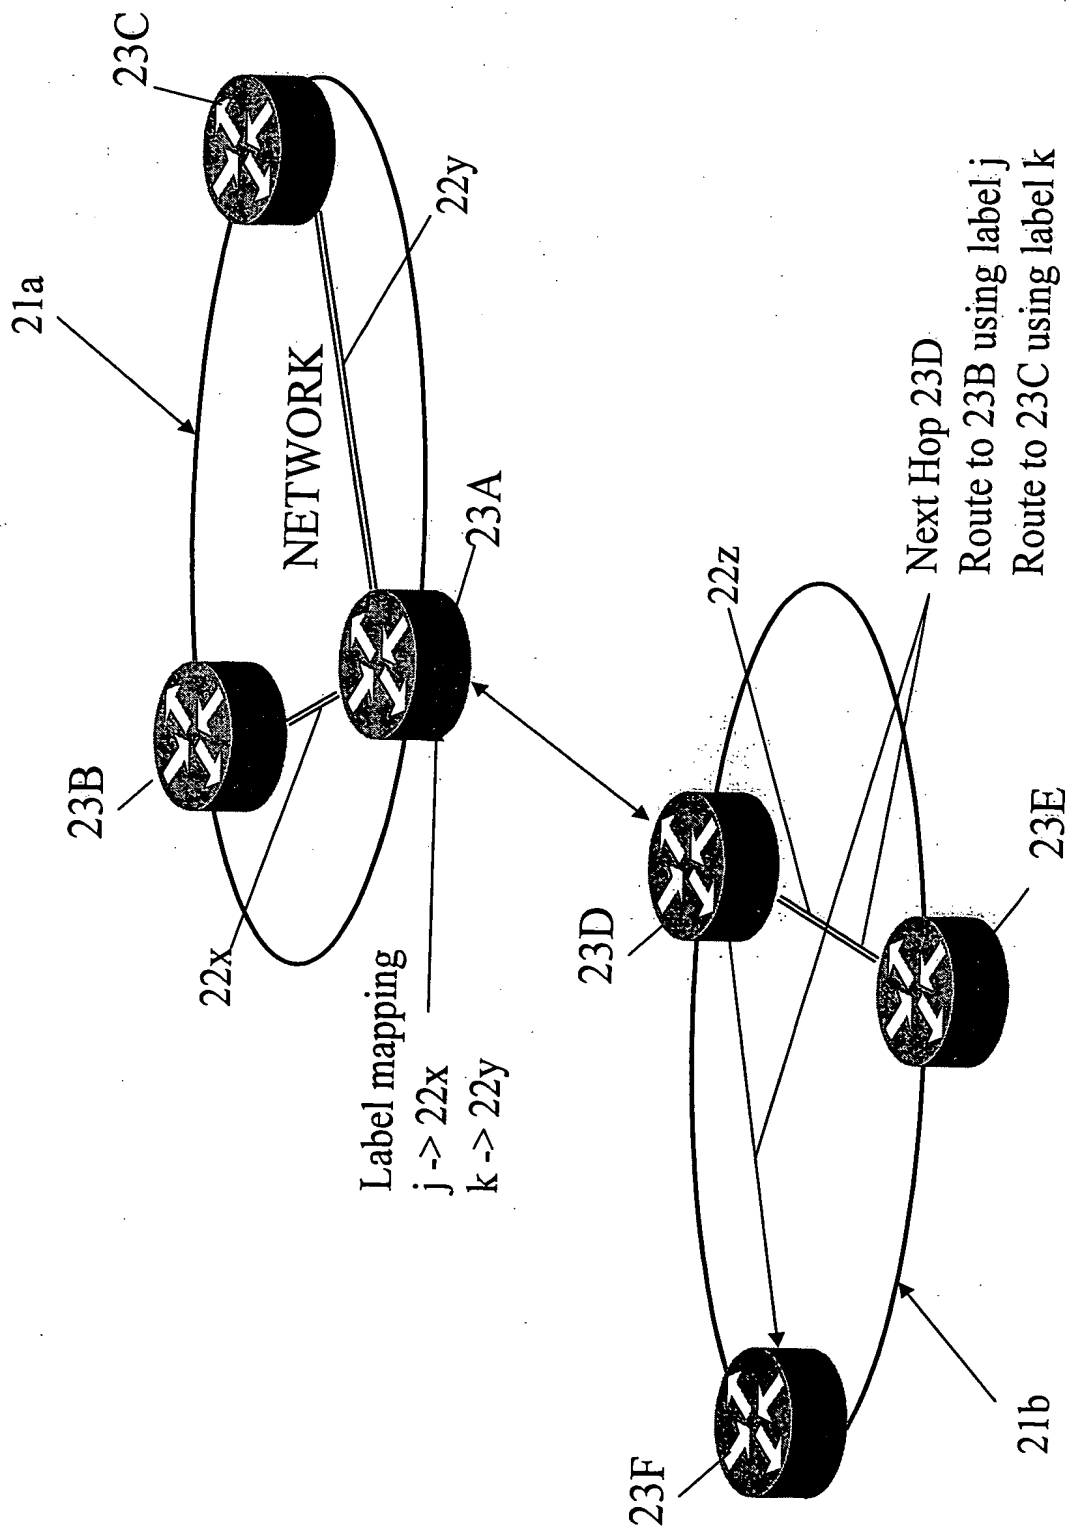 23C
21a
22y
NETWORK
23B
23A
22x
Label mapping
j -> 22x
k -> 22y
22z
23D
Next Hop 23D
Route to 23B using label j
Route to 23C using label k
23E
23F
21b